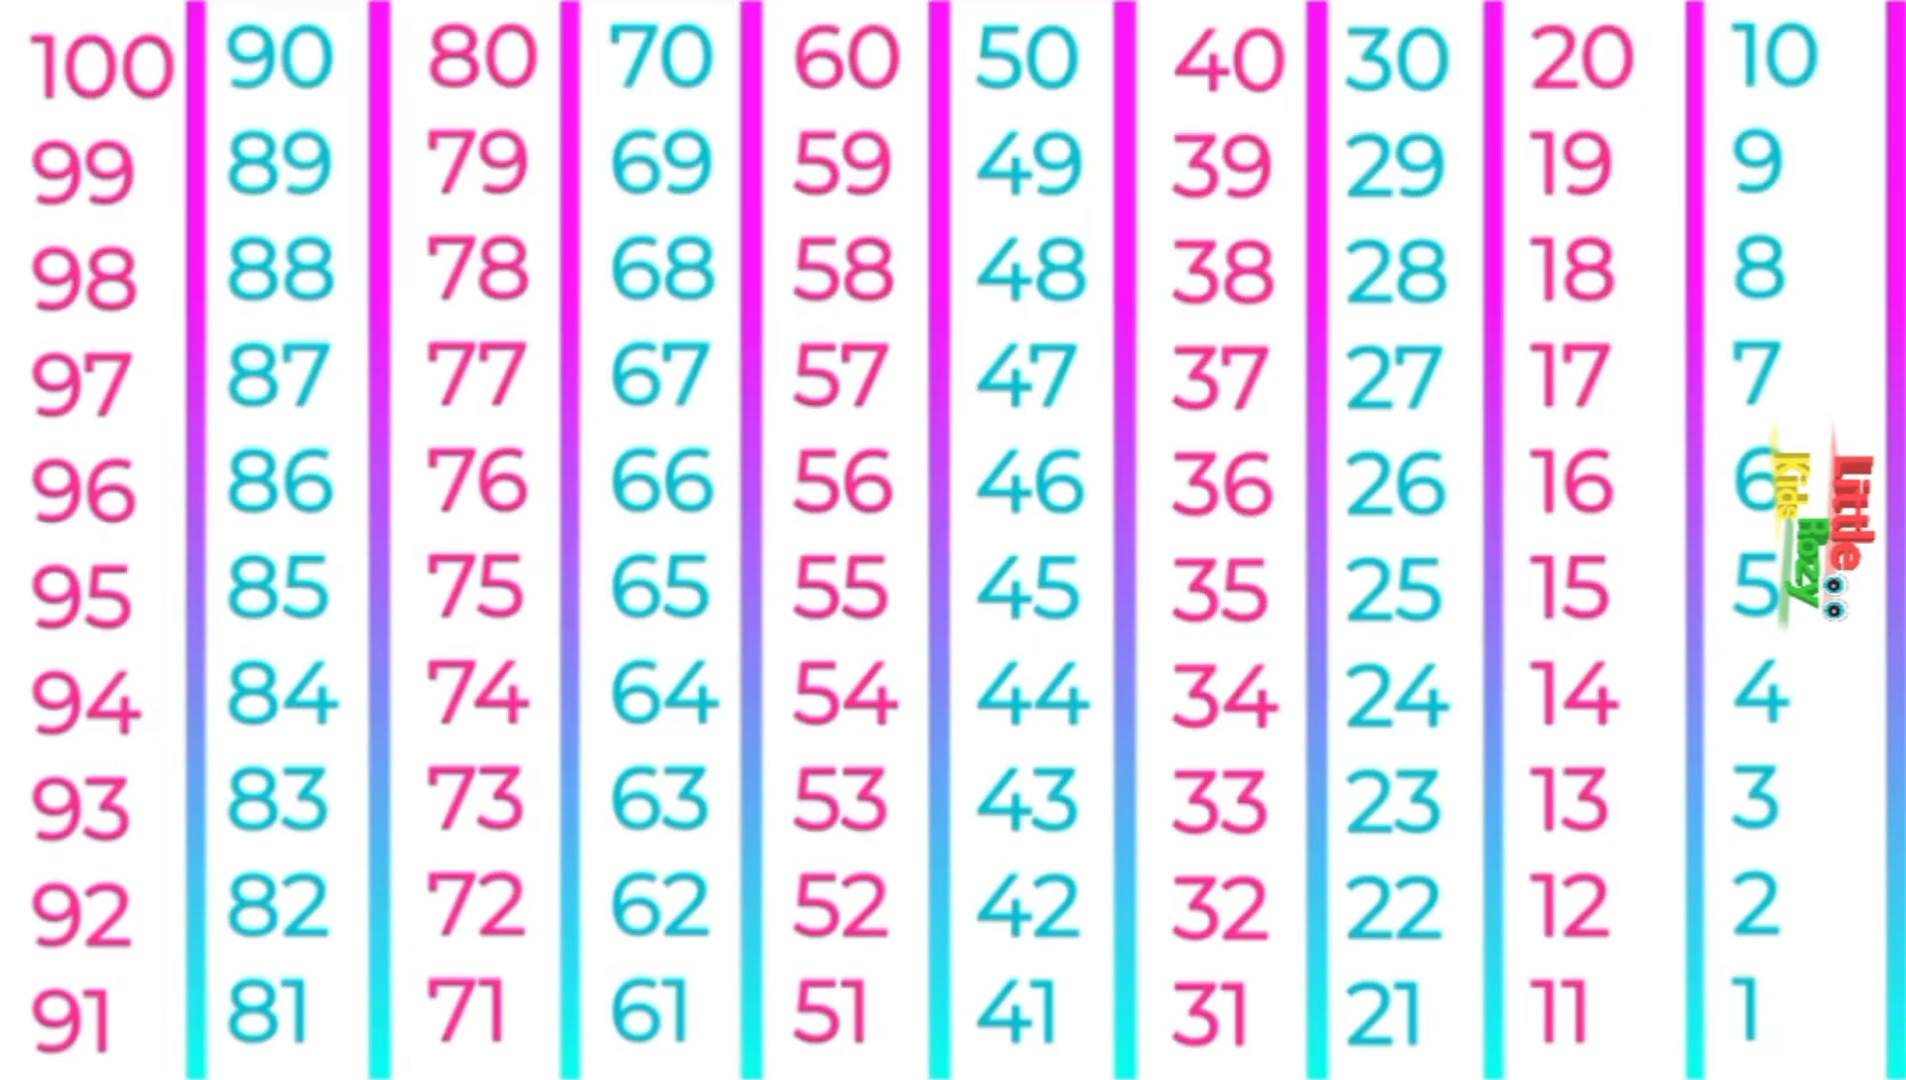 100 90 80 70 60 50 40 30 20 10
99 89 79 69 59 49 39 29 19 9
98 88 78 68 58 48 38 28 18 8
97 87 77 67 57 47 37 27 17 7
96 86 76 66 56 46 36 26 16 6
95 85 75 65 55 45 35 25 15 5
94 84 74 64 54 44 34 24 14 4
93 83 73 63 53 43 33 23 13 3
92 82 72 62 52 42 32 22 12 2
91 81 71 61 51 41 31 21 11 1
Little
Kids Rozy